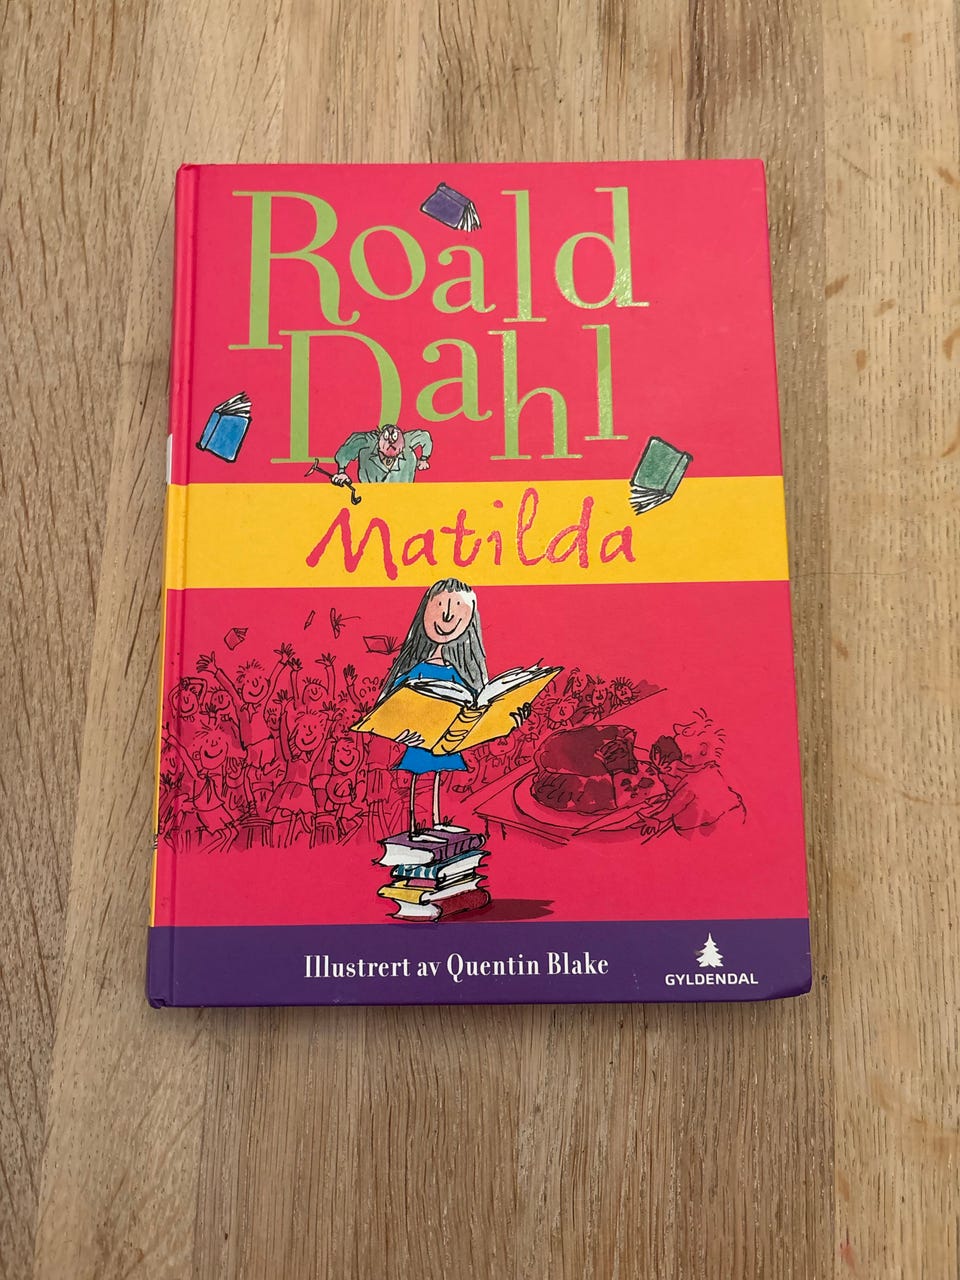 Roald
Dahl
Matilda
Illustrert av Quentin Blake
GYLDENDAL